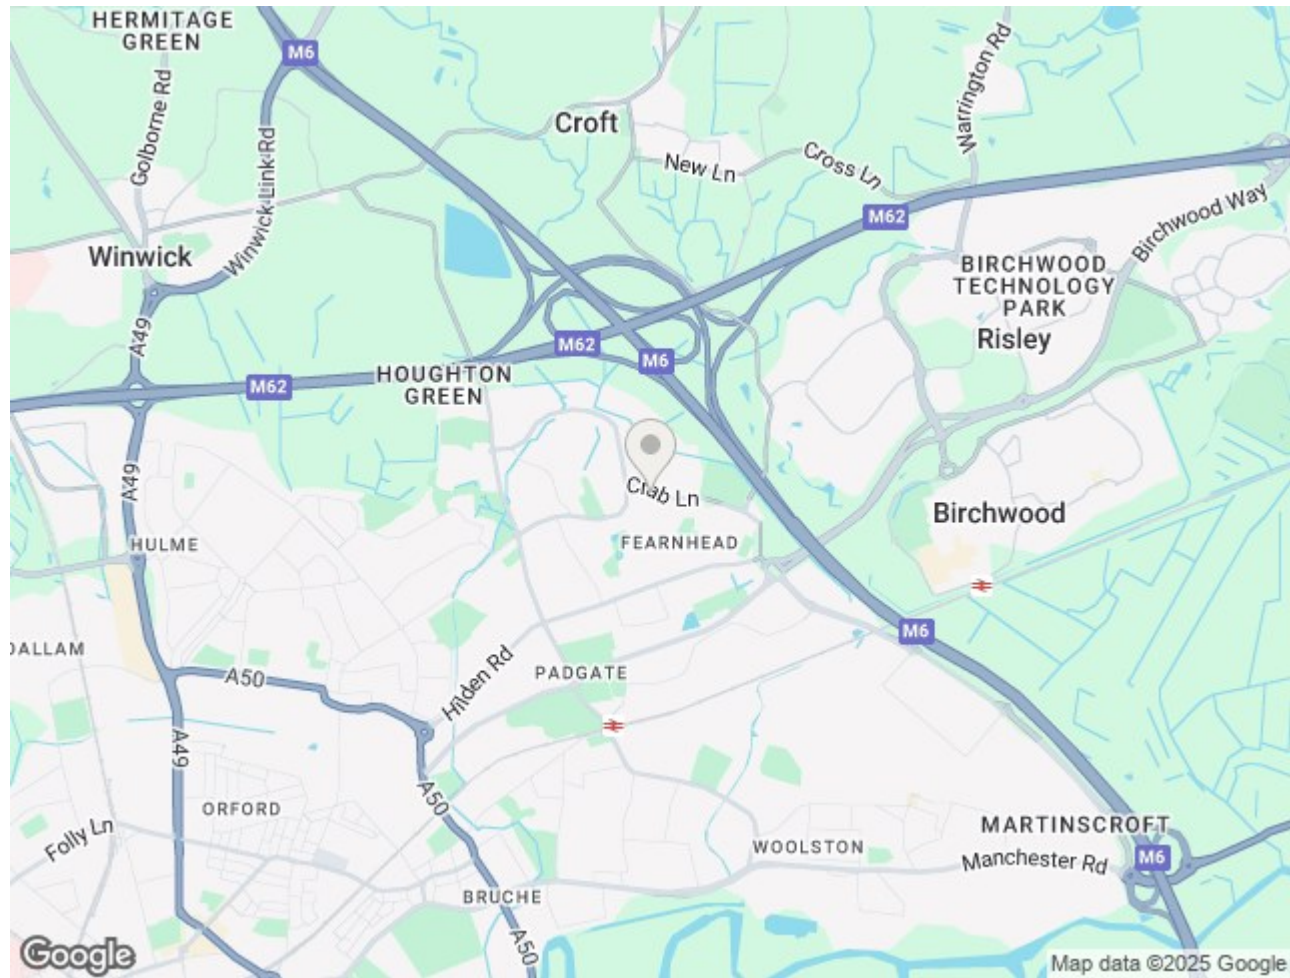 HERMITAGE
GREEN
M6
Golborne Rd
Winwick Link Rd
Croft
New Ln
Cross Ln
Warrington Rd
M62
Birchwood Way
Winwick
BIRCHWOOD
TECHNOLOGY
PARK
Risley
A49
M62
M6
M62
HOUGHTON
GREEN
A49
Crab Ln
Birchwood
HULME
FEARNHEAD
M6
DALLAM
A50
Hilden Rd
PADGATE
A49
A50
ORFORD
Folly Ln
MARTINSCROFT
WOOLSTON
Manchester Rd
M6
BRUCHE
A50
Google
Map data ©2025 Google